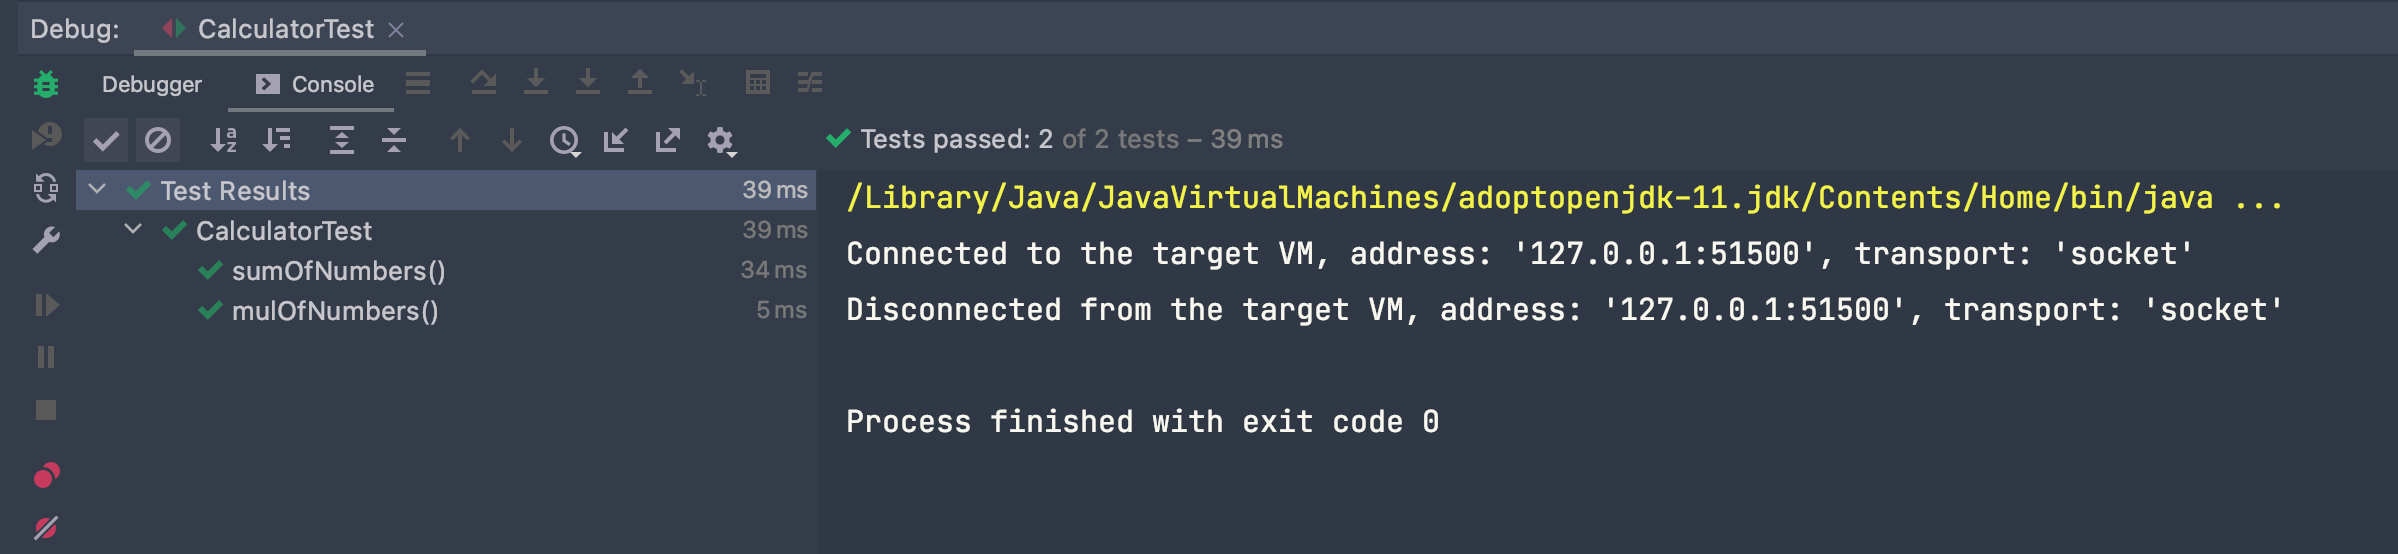 Debug: CalculatorTest
Debugger Console
Tests passed: 2 of 2 tests – 39 ms
Test Results 39 ms
CalculatorTest 39 ms
sumOfNumbers() 34 ms
mulOfNumbers() 5 ms
/Library/Java/JavaVirtualMachines/adoptopenjdk-11.jdk/Contents/Home/bin/java ...
Connected to the target VM, address: '127.0.0.1:51500', transport: 'socket'
Disconnected from the target VM, address: '127.0.0.1:51500', transport: 'socket'
Process finished with exit code 0